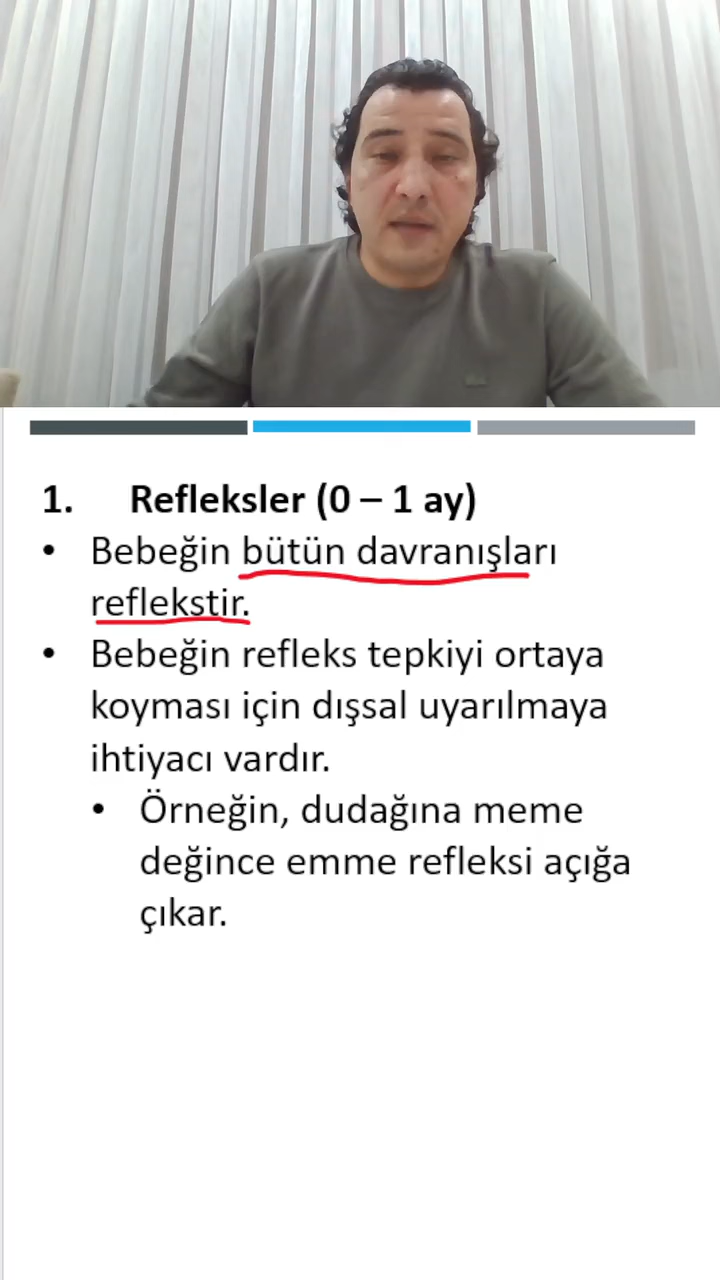 1. Refleksler (0 – 1 ay)
• Bebeğin bütün davranışları
reflekstir.
• Bebeğin refleks tepkiyi ortaya
koyması için dışsal uyarılmaya
ihtiyacı vardır.
• Örneğin, dudağına meme
değince emme refleksi açığa
çıkar.